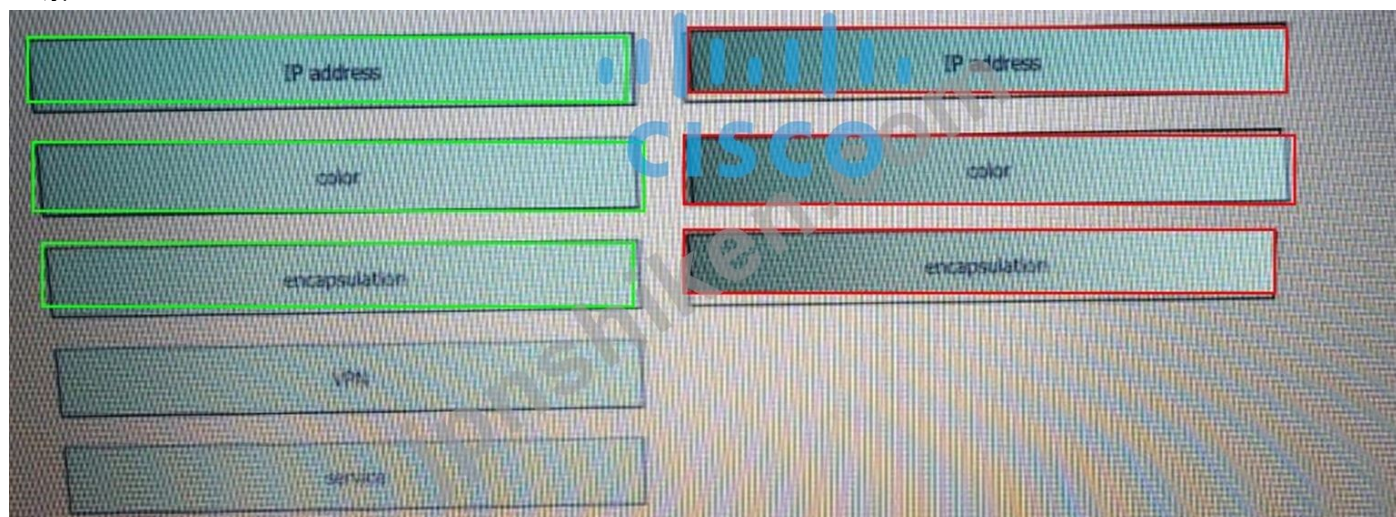 IP address
IP address
cisco
color
color
encapsulation
encapsulation
VPN
service